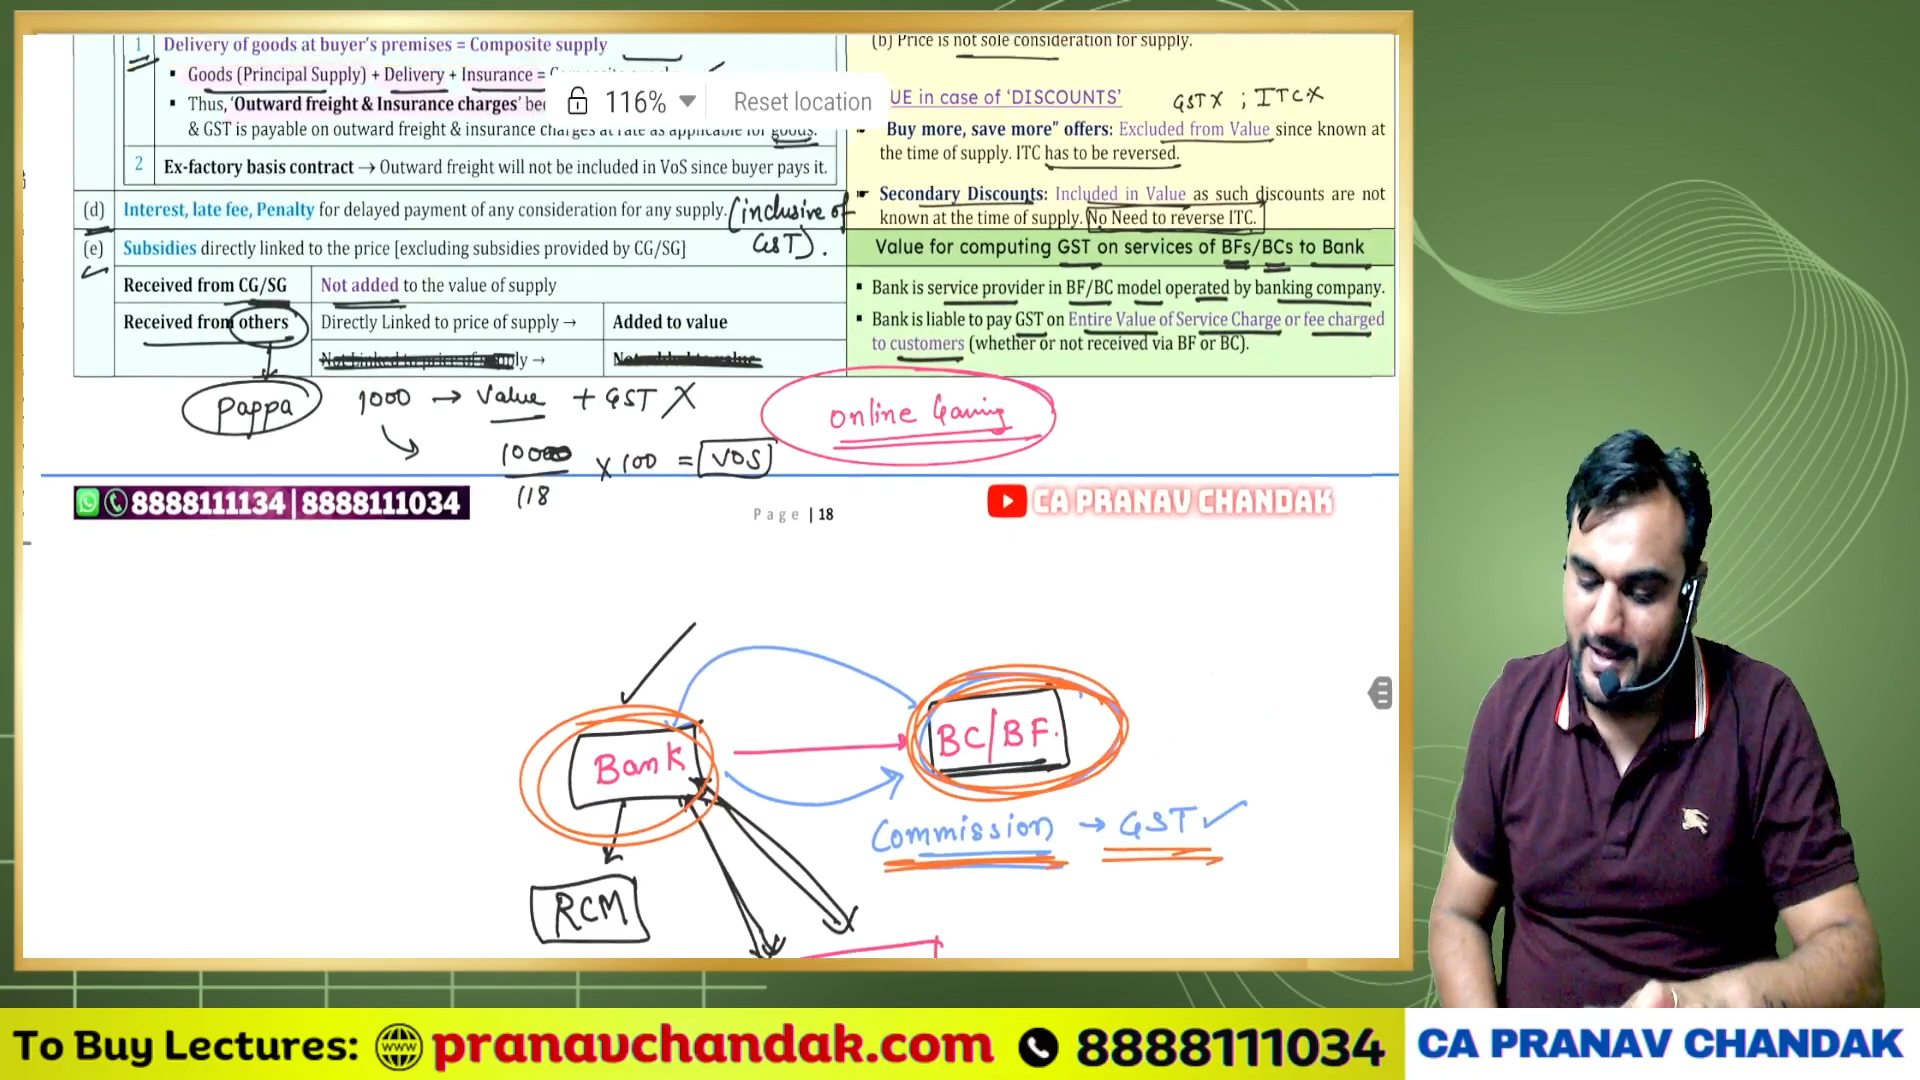 1 Delivery of goods at buyer's premises = Composite supply
▪ Goods (Principal Supply) + Delivery + Insurance =
▪ Thus, 'Outward freight & Insurance charges'
& GST is payable on outward freight & insurance charges at rate as applicable for goods.
2 Ex-factory basis contract → Outward freight will not be included in VoS since buyer pays it.
(d) Interest, late fee, Penalty for delayed payment of any consideration for any supply. (inclusive of GST).
(e) Subsidies directly linked to the price [excluding subsidies provided by CG/SG]
Received from CG/SG Not added to the value of supply
Received from others Directly Linked to price of supply → Added to value
Not Linked to price of →
Not added to value
116% Reset location
(b) Price is not sole consideration for supply.
UE in case of 'DISCOUNTS' GST X ; ITC X
Buy more, save more" offers: Excluded from Value since known at
the time of supply. ITC has to be reversed.
Secondary Discounts: Included in Value as such discounts are not
known at the time of supply. No Need to reverse ITC.
Value for computing GST on services of BFs/BCs to Bank
▪ Bank is service provider in BF/BC model operated by banking company.
▪ Bank is liable to pay GST on Entire Value of Service Charge or fee charged
to customers (whether or not received via BF or BC).
Pappa 1000 → Value + GST X
x 100 = VOS
118
online Gaming
8888111134 | 8888111034
Page | 18
CA PRANAV CHANDAK
Bank
BC/BF.
Commission → GST ✓
RCM
To Buy Lectures: www pranavchandak.com 8888111034 CA PRANAV CHANDAK